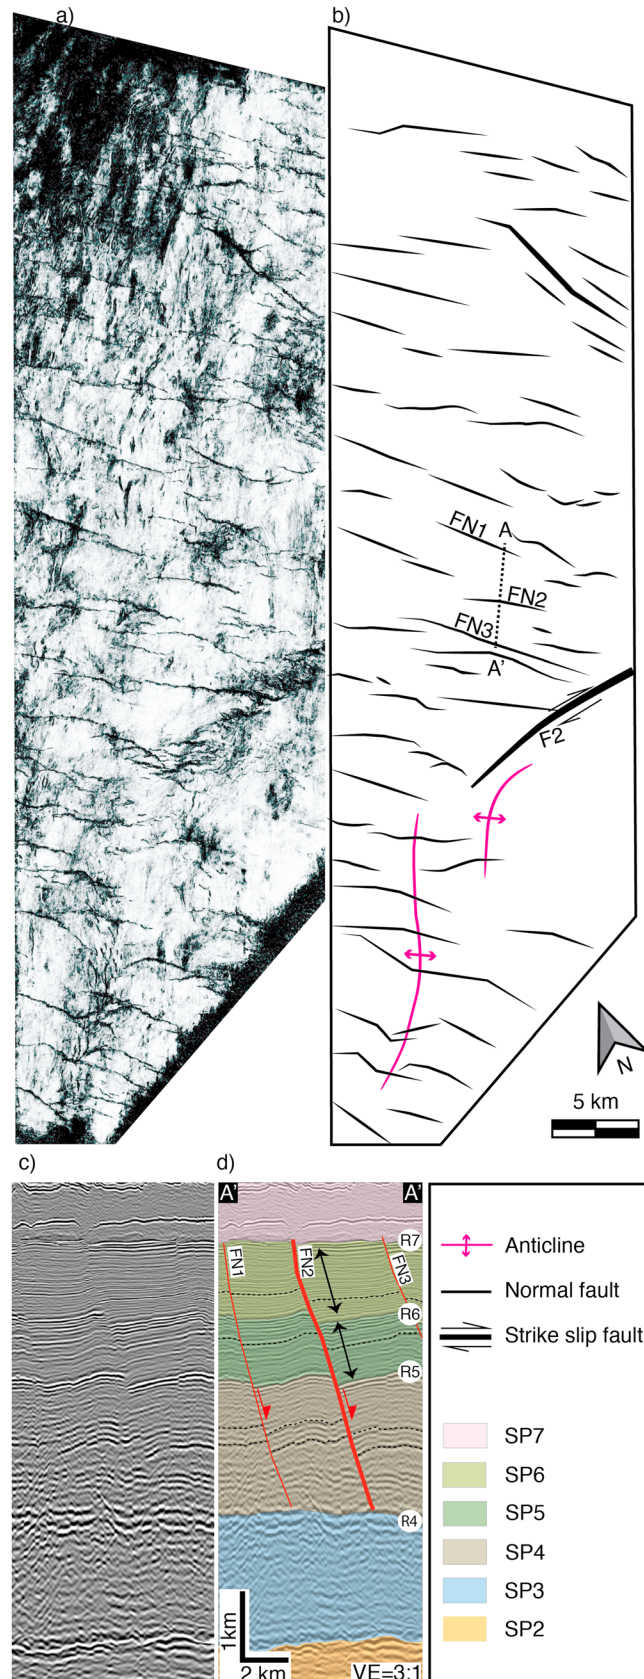 a)
b)
FN1
A
FN2
FN3
A'
F2
N
5 km
c)
d)
A'
A'
R7
FN1
FN2
FN3
R6
R5
R4
1km
2 km
VE=3:1
Anticline
Normal fault
Strike slip fault
SP7
SP6
SP5
SP4
SP3
SP2